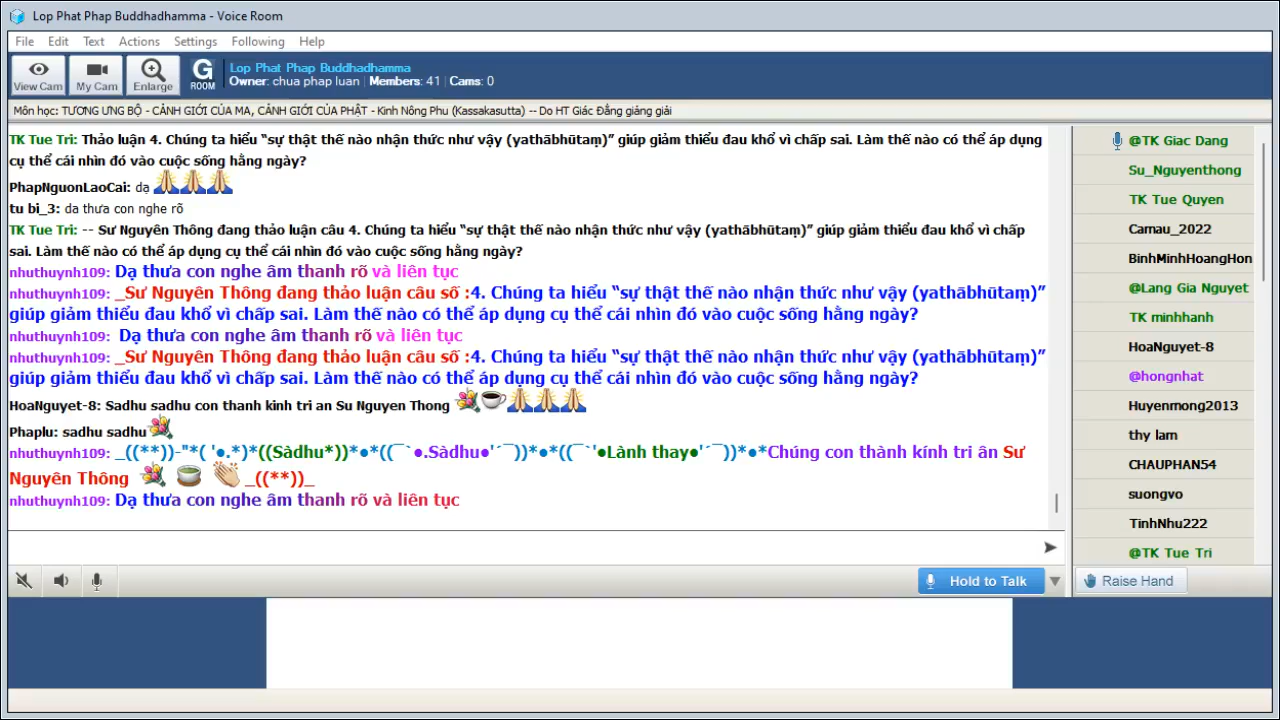 Lop Phat Phap Buddhadhamma - Voice Room
File Edit Text Actions Settings Following Help
View Cam My Cam Enlarge G ROOM
Lop Phat Phap Buddhadhamma
Owner: chua phap luan Members: 41 Cams: 0
Môn học: TƯƠNG ƯNG BỘ - CẢNH GIỚI CỦA MA, CẢNH GIỚI CỦA PHẬT - Kinh Nông Phu (Kassakasutta) -- Do HT Giác Đẳng giảng giải
TK Tue Tri: Thảo luận 4. Chúng ta hiểu “sự thật thế nào nhận thức như vậy (yathābhūtaṃ)” giúp giảm thiểu đau khổ vì chấp sai. Làm thế nào có thể áp dụng
cụ thể cái nhìn đó vào cuộc sống hằng ngày?
PhapNguonLaoCai: dạ 🙏🙏🙏
tu bi_3: da thưa con nghe rõ
TK Tue Tri: -- Sư Nguyên Thông đang thảo luận câu 4. Chúng ta hiểu “sự thật thế nào nhận thức như vậy (yathābhūtaṃ)” giúp giảm thiểu đau khổ vì chấp
sai. Làm thế nào có thể áp dụng cụ thể cái nhìn đó vào cuộc sống hằng ngày?
nhuthuynh109: Dạ thưa con nghe âm thanh rõ và liên tục
nhuthuynh109: _Sư Nguyên Thông đang thảo luận câu số :4. Chúng ta hiểu “sự thật thế nào nhận thức như vậy (yathābhūtaṃ)”
giúp giảm thiểu đau khổ vì chấp sai. Làm thế nào có thể áp dụng cụ thể cái nhìn đó vào cuộc sống hằng ngày?
nhuthuynh109: Dạ thưa con nghe âm thanh rõ và liên tục
nhuthuynh109: _Sư Nguyên Thông đang thảo luận câu số :4. Chúng ta hiểu “sự thật thế nào nhận thức như vậy (yathābhūtaṃ)”
giúp giảm thiểu đau khổ vì chấp sai. Làm thế nào có thể áp dụng cụ thể cái nhìn đó vào cuộc sống hằng ngày?
HoaNguyet-8: Sadhu sadhu con thanh kinh tri an Su Nguyen Thong 💐☕🙏🙏🙏
Phaplu: sadhu sadhu💐
nhuthuynh109: _((**))-"*( '●.*)*((Sàdhu*))*●*((¯`●.Sàdhu●'´¯))*●*((¯`'●Lành thay●'´¯))*●*Chúng con thành kính tri ân Sư
Nguyên Thông 💐 🍵 👏 _((**))_
nhuthuynh109: Dạ thưa con nghe âm thanh rõ và liên tục
Hold to Talk
@TK Giac Dang
Su_Nguyenthong
TK Tue Quyen
Camau_2022
BinhMinhHoangHon
@Lang Gia Nguyet
TK minhhanh
HoaNguyet-8
@hongnhat
Huyenmong2013
thy lam
CHAUPHAN54
suongvo
TinhNhu222
@TK Tue Tri
Raise Hand